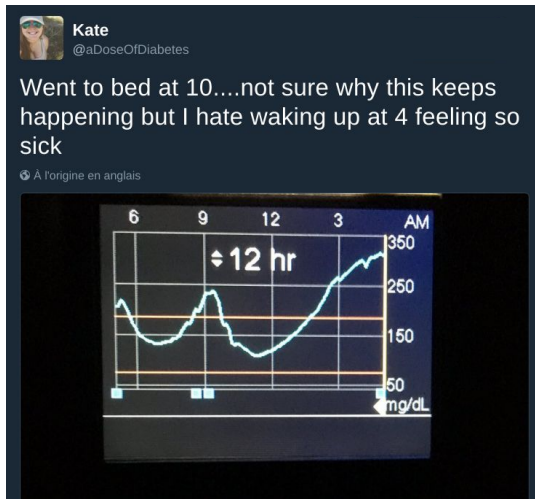 Kate
@aDoseOfDiabetes
Went to bed at 10....not sure why this keeps
happening but I hate waking up at 4 feeling so
sick
À l'origine en anglais
6 9 12 3 AM
12 hr
350
250
150
50
mg/dL